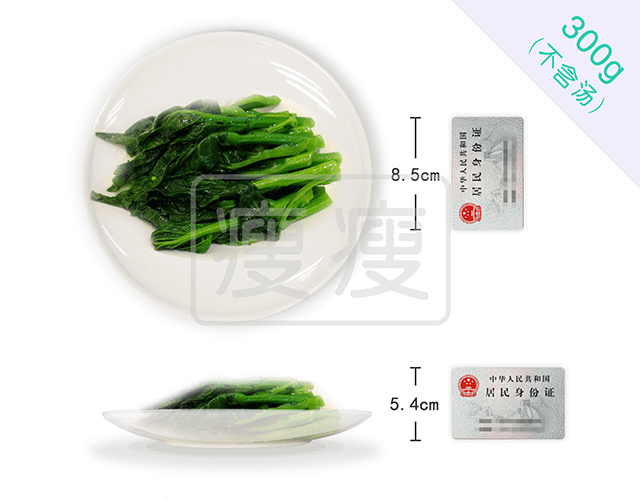 300g
(不含汤)
8.5cm
中华人民共和国
居民身份证
瘦瘦
5.4cm
中华人民共和国
居民身份证